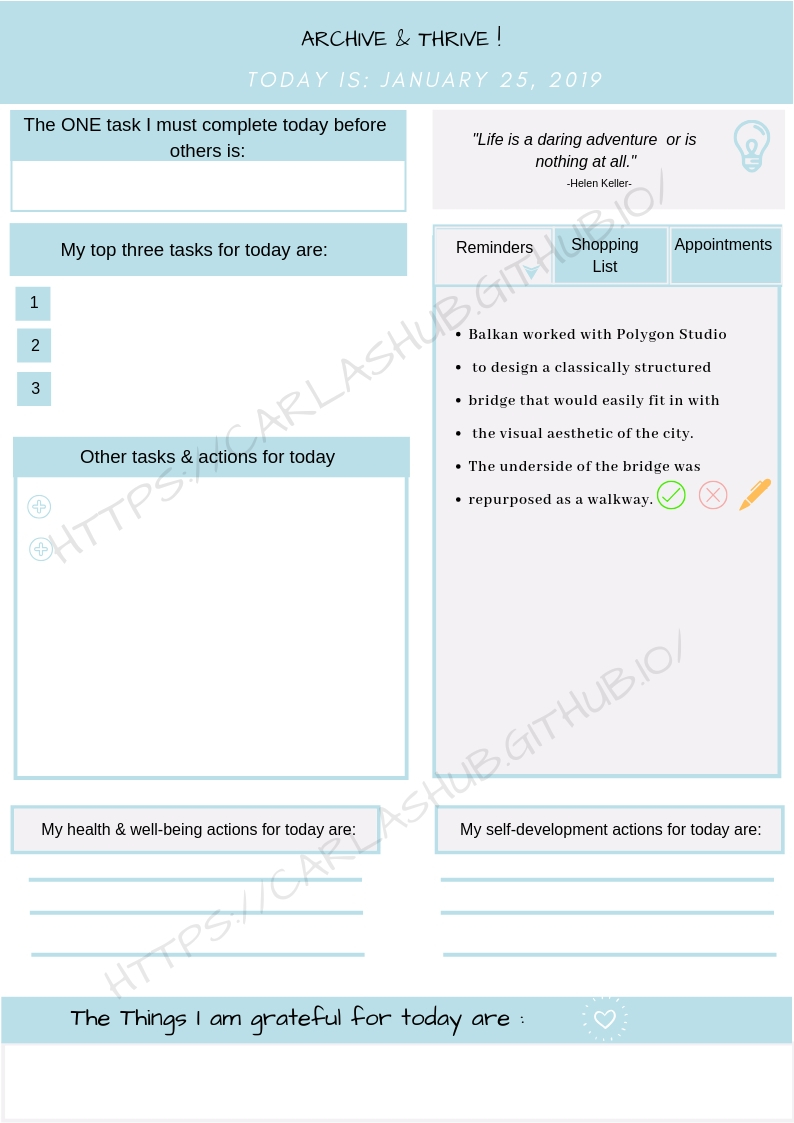 ARCHIVE & THRIVE !
TODAY IS: JANUARY 25, 2019
The ONE task I must complete today before
others is:
"Life is a daring adventure or is
nothing at all."
-Helen Keller-
My top three tasks for today are:
1
2
3
Reminders
Shopping
List
Appointments
• Balkan worked with Polygon Studio
• to design a classically structured
• bridge that would easily fit in with
• the visual aesthetic of the city.
• The underside of the bridge was
• repurposed as a walkway.
Other tasks & actions for today
My health & well-being actions for today are:
My self-development actions for today are:
The Things I am grateful for today are :
HTTPS://CARLASHUB.GITHUB.IO/
HTTPS://CARLASHUB.GITHUB.IO/